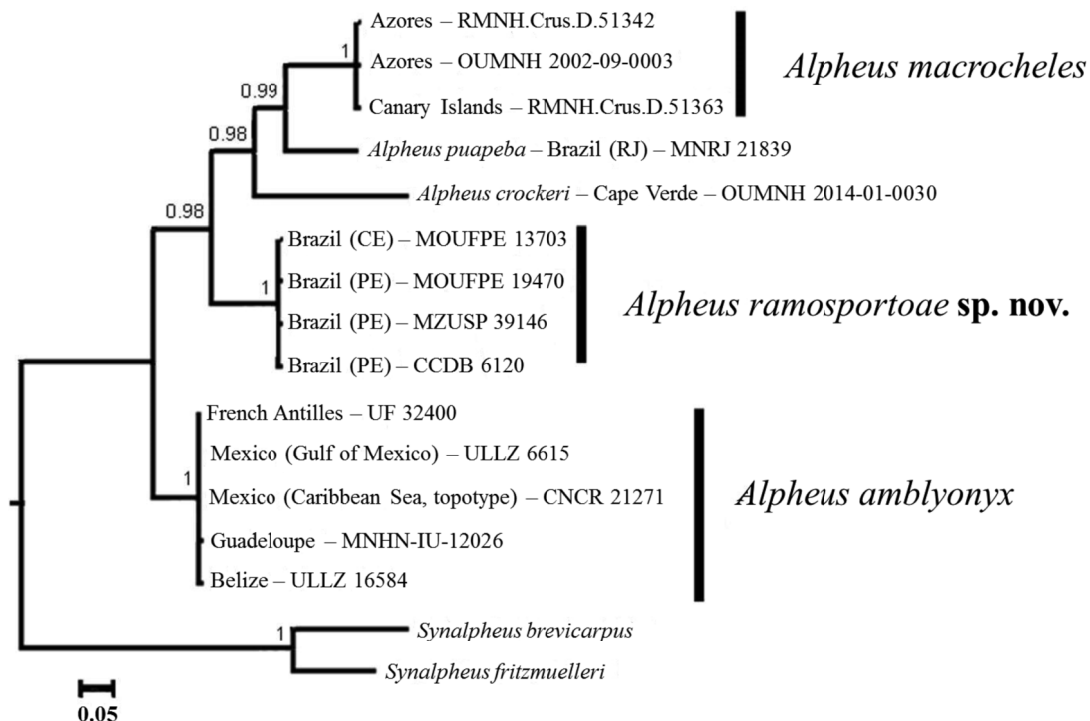 Azores – RMNH.Crus.D.51342
1
Azores – OUMNH 2002-09-0003
Alpheus macrocheles
0.99
Canary Islands – RMNH.Crus.D.51363
0.98
Alpheus puapeba – Brazil (RJ) – MNRJ 21839
Alpheus crockeri – Cape Verde – OUMNH 2014-01-0030
0.98
Brazil (CE) – MOUFPE 13703
1
Brazil (PE) – MOUFPE 19470
Alpheus ramosportoae sp. nov.
Brazil (PE) – MZUSP 39146
Brazil (PE) – CCDB 6120
French Antilles – UF 32400
Mexico (Gulf of Mexico) – ULLZ 6615
1
Mexico (Caribbean Sea, topotype) – CNCR 21271
Alpheus amblyonyx
Guadeloupe – MNHN-IU-12026
Belize – ULLZ 16584
1
Synalpheus brevicarpus
Synalpheus fritzmuelleri
0.05